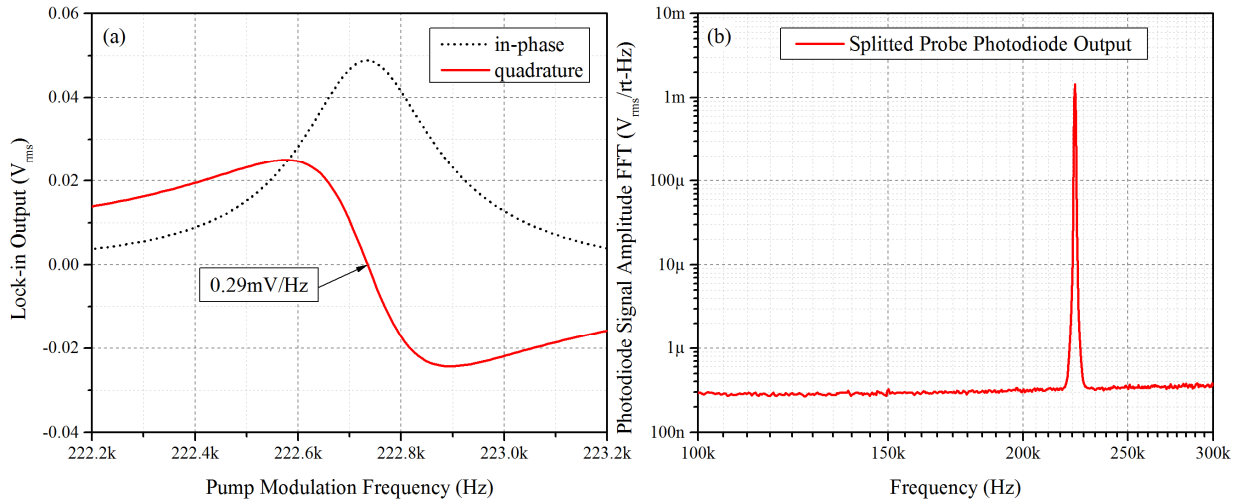 (a)
in-phase
quadrature
0.29mV/Hz
Lock-in Output (Vrms)
0.06
0.04
0.02
0.00
-0.02
-0.04
222.2k
222.4k
222.6k
222.8k
223.0k
223.2k
Pump Modulation Frequency (Hz)
(b)
Splitted Probe Photodiode Output
Photodiode Signal Amplitude FFT (Vrms/rt-Hz)
10m
1m
100µ
10µ
1µ
100n
100k
150k
200k
250k
300k
Frequency (Hz)